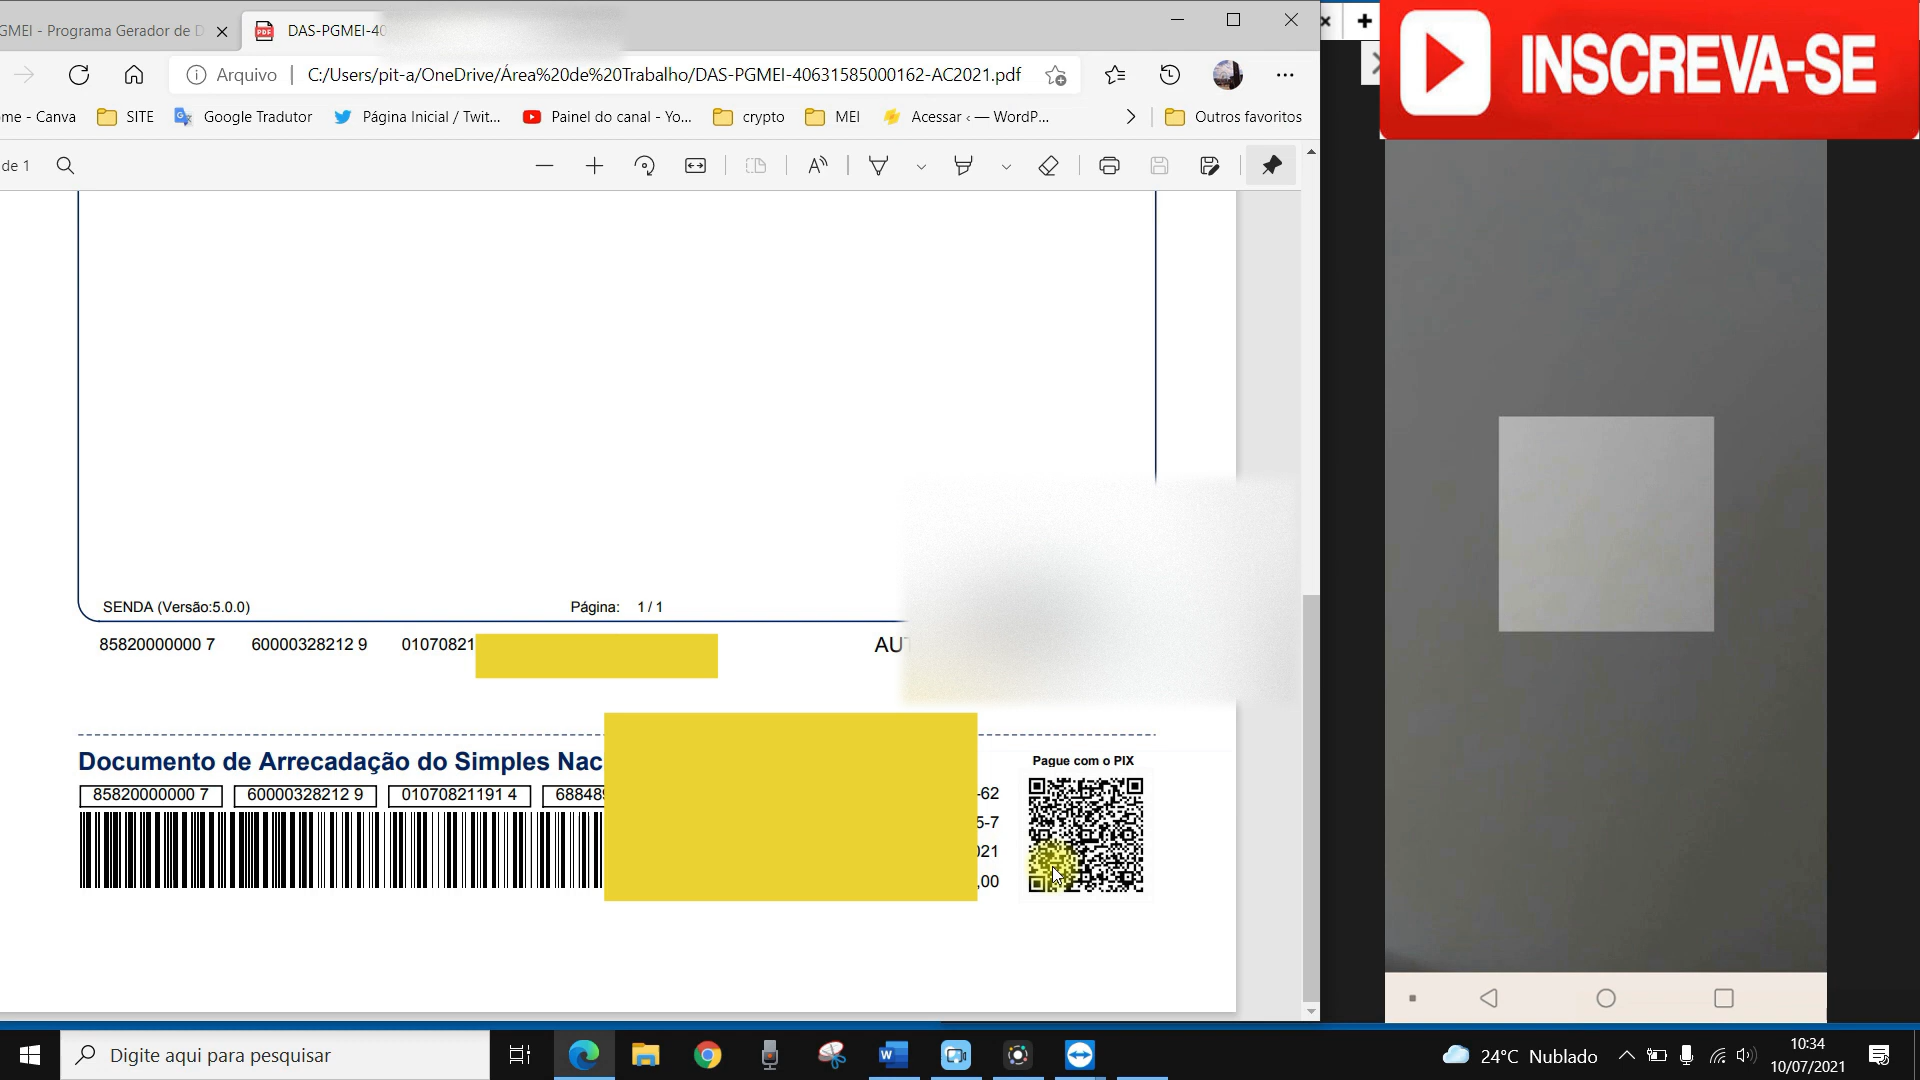 GMEI - Programa Gerador de D
DAS-PGMEI-40
INSCREVA-SE
Arquivo
C:/Users/pit-a/OneDrive/Área%20de%20Trabalho/DAS-PGMEI-40631585000162-AC2021.pdf
me - Canva
SITE
Google Tradutor
Página Inicial / Twit...
Painel do canal - Yo...
crypto
MEI
Acessar ‹ — WordP...
Outros favoritos
de 1
SENDA (Versão:5.0.0)
Página: 1 / 1
85820000000 7 60000328212 9 01070821
AUT
Documento de Arrecadação do Simples Nac
Pague com o PIX
85820000000 7 60000328212 9 01070821191 4 68848
-62
5-7
021
,00
Digite aqui para pesquisar
24°C Nublado
10:34
10/07/2021